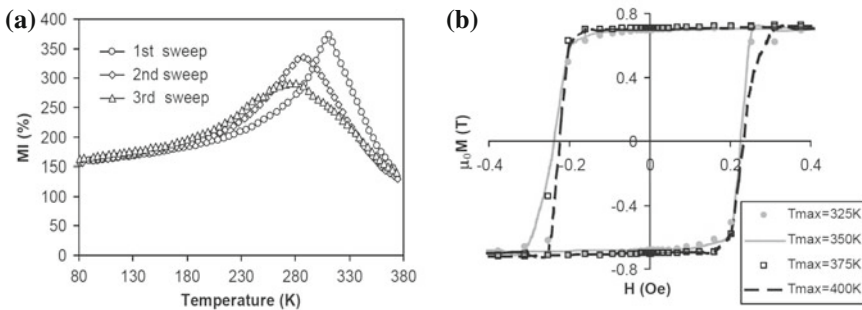 (a)
400
350
300
250
200
150
100
50
0
MI (%)
1st sweep
2nd sweep
3rd sweep
80 130 180 230 280 330 380
Temperature (K)
(b)
0.8
0.4
0
-0.4
-0.8
μ0M (T)
-0.4 -0.2 0 0.2 0.4
H (Oe)
Tmax=325K
Tmax=350K
Tmax=375K
Tmax=400K